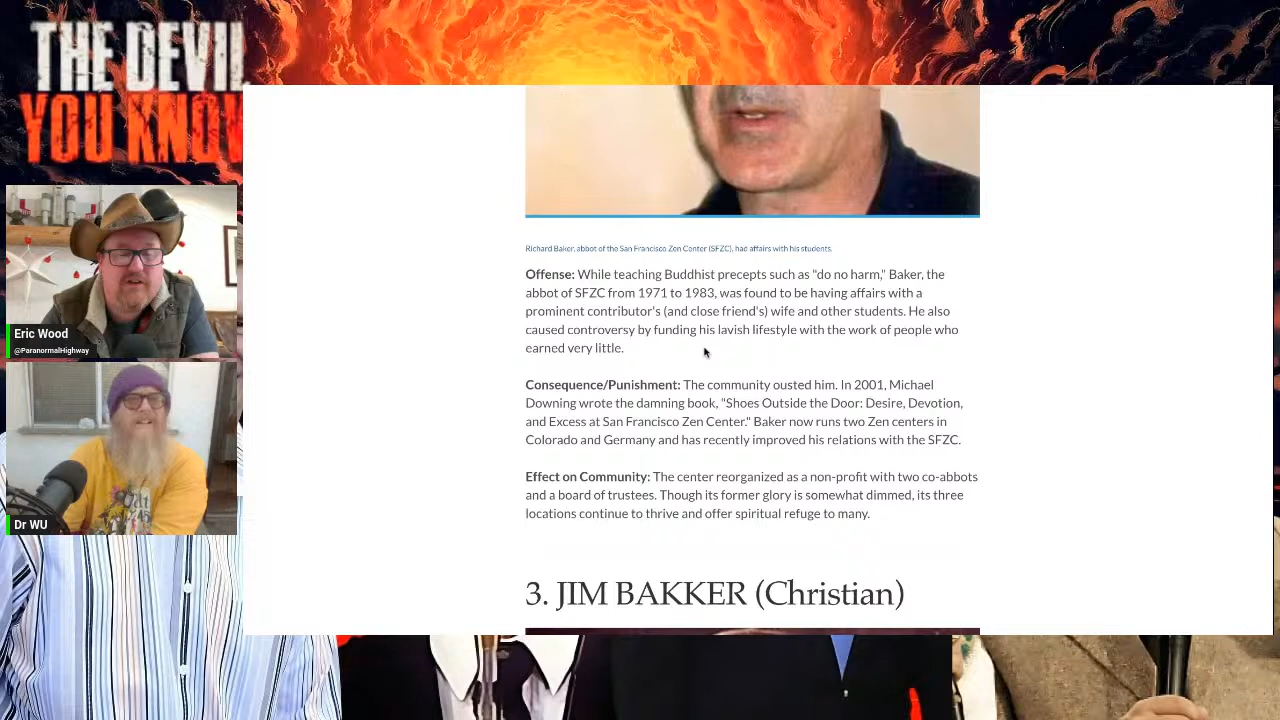 THE DEVIL
YOU KNOW
Eric Wood
@ParanormalHighway
Dr WU
Richard Baker, abbot of the San Francisco Zen Center (SFZC), had affairs with his students.
Offense: While teaching Buddhist precepts such as "do no harm," Baker, the
abbot of SFZC from 1971 to 1983, was found to be having affairs with a
prominent contributor's (and close friend's) wife and other students. He also
caused controversy by funding his lavish lifestyle with the work of people who
earned very little.
Consequence/Punishment: The community ousted him. In 2001, Michael
Downing wrote the damning book, "Shoes Outside the Door: Desire, Devotion,
and Excess at San Francisco Zen Center." Baker now runs two Zen centers in
Colorado and Germany and has recently improved his relations with the SFZC.
Effect on Community: The center reorganized as a non-profit with two co-abbots
and a board of trustees. Though its former glory is somewhat dimmed, its three
locations continue to thrive and offer spiritual refuge to many.
3. JIM BAKKER (Christian)